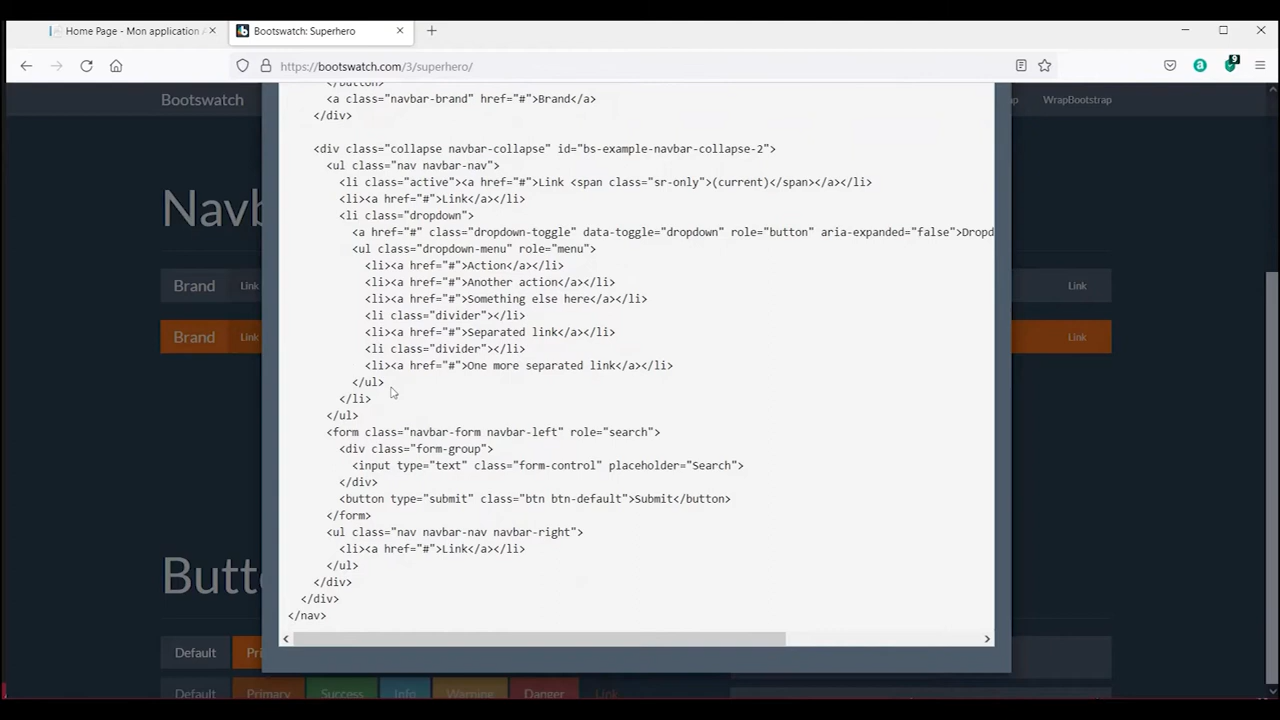 Home Page - Mon application
Bootswatch: Superhero
https://bootswatch.com/3/superhero/
9
Bootswatch
WrapBootstrap
<a class="navbar-brand" href="#">Brand</a>
</div>
<div class="collapse navbar-collapse" id="bs-example-navbar-collapse-2">
<ul class="nav navbar-nav">
<li class="active"><a href="#">Link <span class="sr-only">(current)</span></a></li>
<li><a href="#">Link</a></li>
<li class="dropdown">
<a href="#" class="dropdown-toggle" data-toggle="dropdown" role="button" aria-expanded="false">Dropd
<ul class="dropdown-menu" role="menu">
<li><a href="#">Action</a></li>
<li><a href="#">Another action</a></li>
<li><a href="#">Something else here</a></li>
<li class="divider"></li>
<li><a href="#">Separated link</a></li>
<li class="divider"></li>
<li><a href="#">One more separated link</a></li>
</ul>
</li>
</ul>
<form class="navbar-form navbar-left" role="search">
<div class="form-group">
<input type="text" class="form-control" placeholder="Search">
</div>
<button type="submit" class="btn btn-default">Submit</button>
</form>
<ul class="nav navbar-nav navbar-right">
<li><a href="#">Link</a></li>
</ul>
</div>
</div>
</nav>
Navb
Brand Link Link
Brand Link Link
Butt
Default Pri
Default Primary Success Info Warning Danger Link